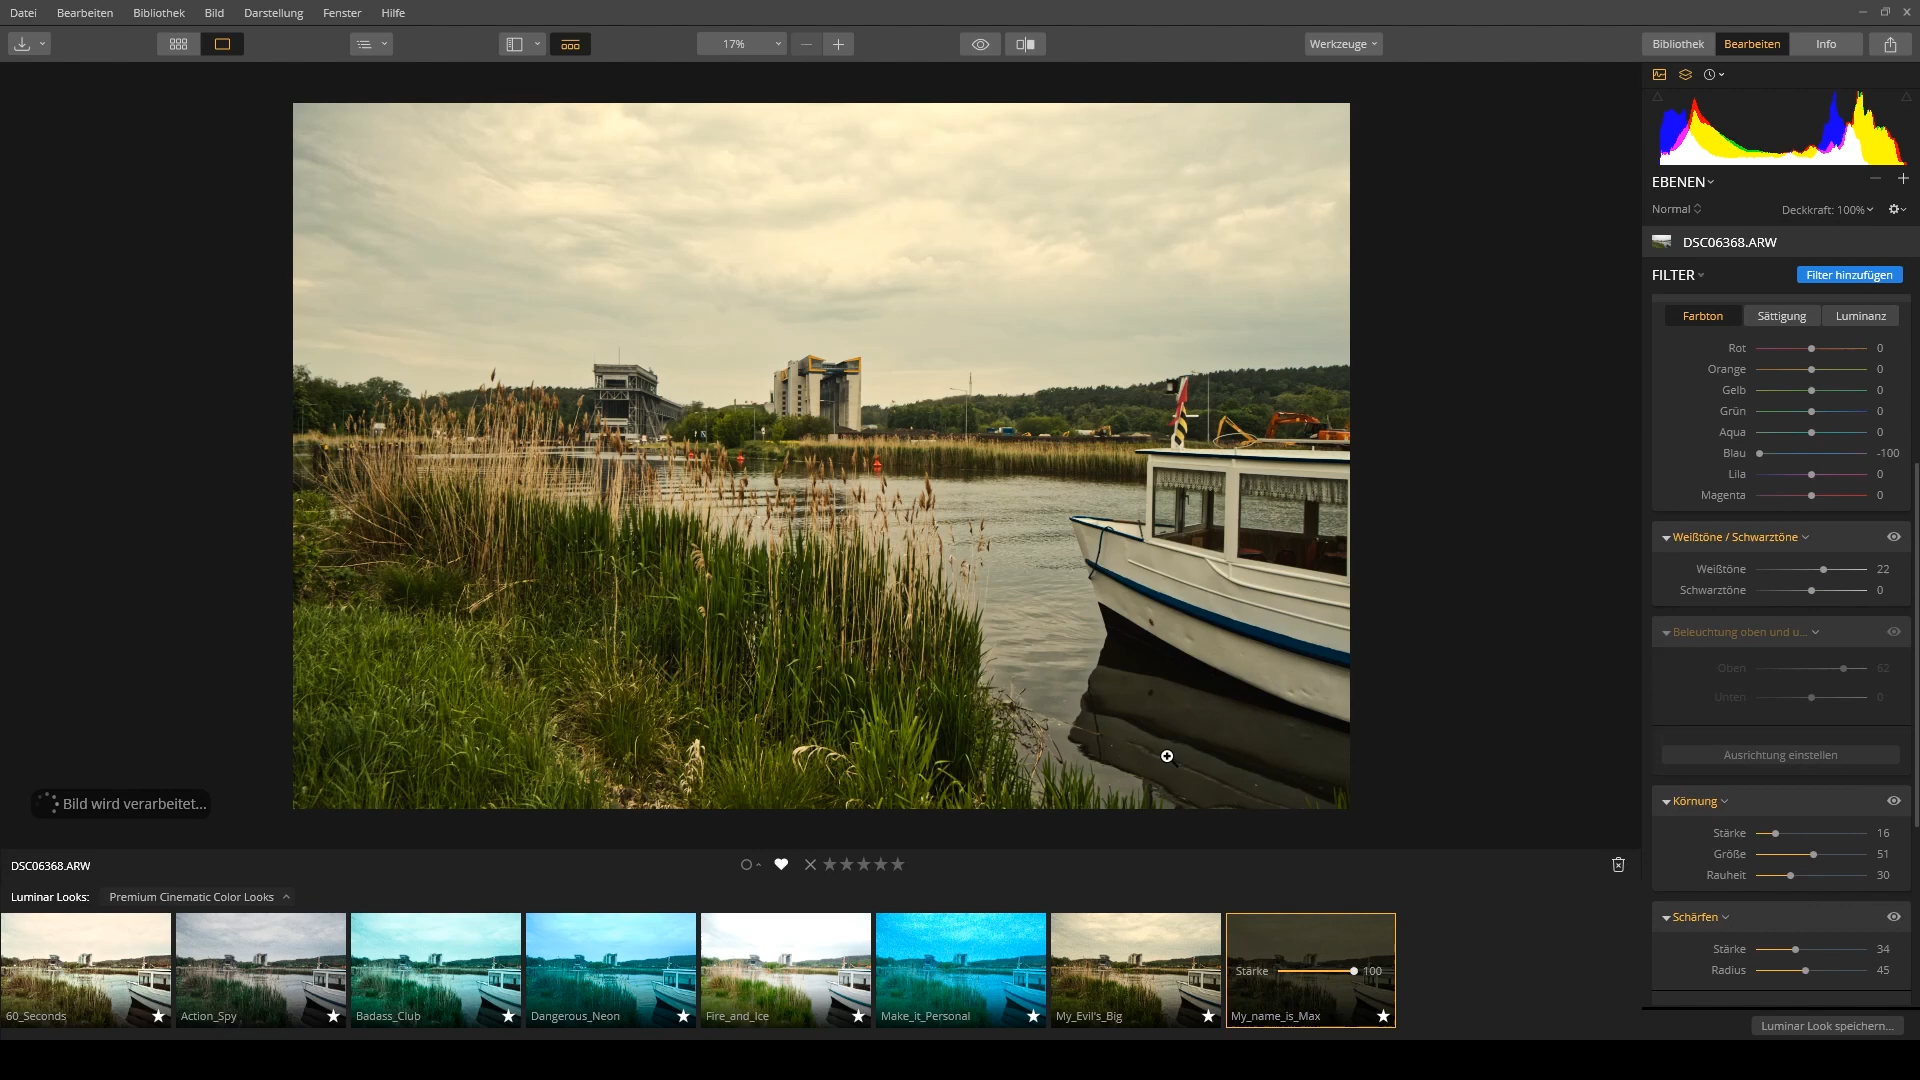 Datei Bearbeiten Bibliothek Bild Darstellung Fenster Hilfe
17% Werkzeuge Bibliothek Bearbeiten Info
EBENEN
Normal Deckkraft: 100%
DSC06368.ARW
FILTER Filter hinzufügen
Farbton Sättigung Luminanz
Rot 0
Orange 0
Gelb 0
Grün 0
Aqua 0
Blau -100
Lila 0
Magenta 0
Weißtöne / Schwarztöne
Weißtöne 22
Schwarztöne 0
Beleuchtung oben und u...
Oben 62
Unten 0
Ausrichtung einstellen
Körnung
Stärke 16
Größe 51
Rauheit 30
Schärfen
Stärke 34
Radius 45
Luminar Look speichern...
Bild wird verarbeitet...
DSC06368.ARW
Luminar Looks: Premium Cinematic Color Looks
Stärke 100
60_Seconds Action_Spy Badass_Club Dangerous_Neon Fire_and_Ice Make_it_Personal My_Evil's_Big My_name_is_Max